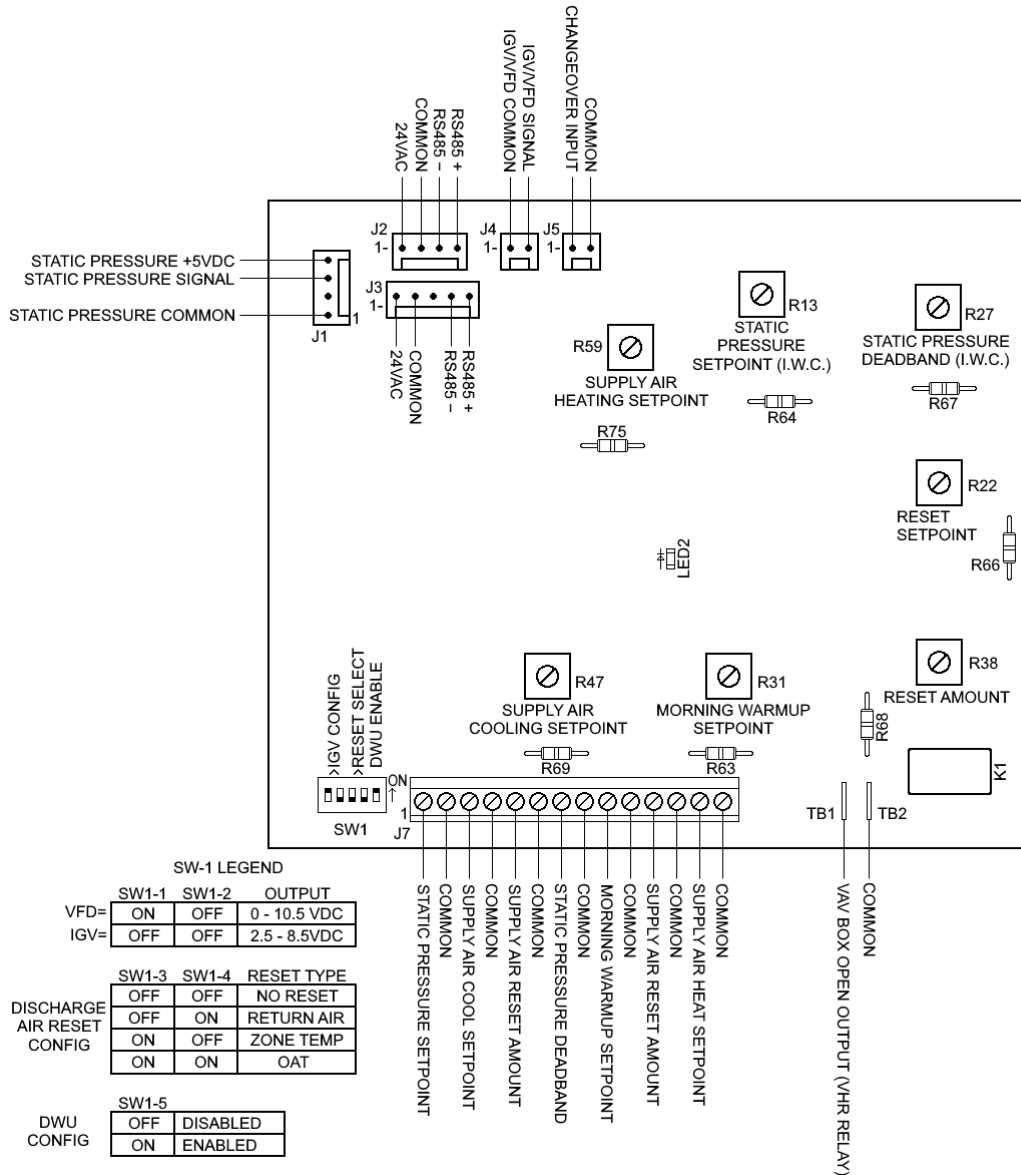 24VAC
COMMON
RS485 –
RS485 +
IGV/VFD COMMON
IGV/VFD SIGNAL
CHANGEOVER INPUT
COMMON
J2
1-
J4
1-
J5
1-
STATIC PRESSURE +5VDC
STATIC PRESSURE SIGNAL
STATIC PRESSURE COMMON
1
J1
J3
1-
24VAC
COMMON
RS485 –
RS485 +
R59
SUPPLY AIR
HEATING SETPOINT
R13
STATIC
PRESSURE
SETPOINT (I.W.C.)
R27
STATIC PRESSURE
DEADBAND (I.W.C.)
R75
R64
R67
R22
RESET
SETPOINT
R66
LED2
R47
SUPPLY AIR
COOLING SETPOINT
R31
MORNING WARMUP
SETPOINT
R38
RESET AMOUNT
R69
R63
R68
K1
>IGV CONFIG
>RESET SELECT
DWU ENABLE
ON
SW1
1
J7
TB1
TB2
STATIC PRESSURE SETPOINT
COMMON
SUPPLY AIR COOL SETPOINT
COMMON
SUPPLY AIR RESET AMOUNT
COMMON
STATIC PRESSURE DEADBAND
COMMON
MORNING WARMUP SETPOINT
COMMON
SUPPLY AIR RESET AMOUNT
COMMON
SUPPLY AIR HEAT SETPOINT
COMMON
VAV BOX OPEN OUTPUT (VHR RELAY)
COMMON
SW-1 LEGEND
SW1-1 SW1-2 OUTPUT
VFD= ON OFF 0 - 10.5 VDC
IGV= OFF OFF 2.5 - 8.5VDC
DISCHARGE
AIR RESET
CONFIG
SW1-3 SW1-4 RESET TYPE
OFF OFF NO RESET
OFF ON RETURN AIR
ON OFF ZONE TEMP
ON ON OAT
DWU
CONFIG
SW1-5
OFF DISABLED
ON ENABLED